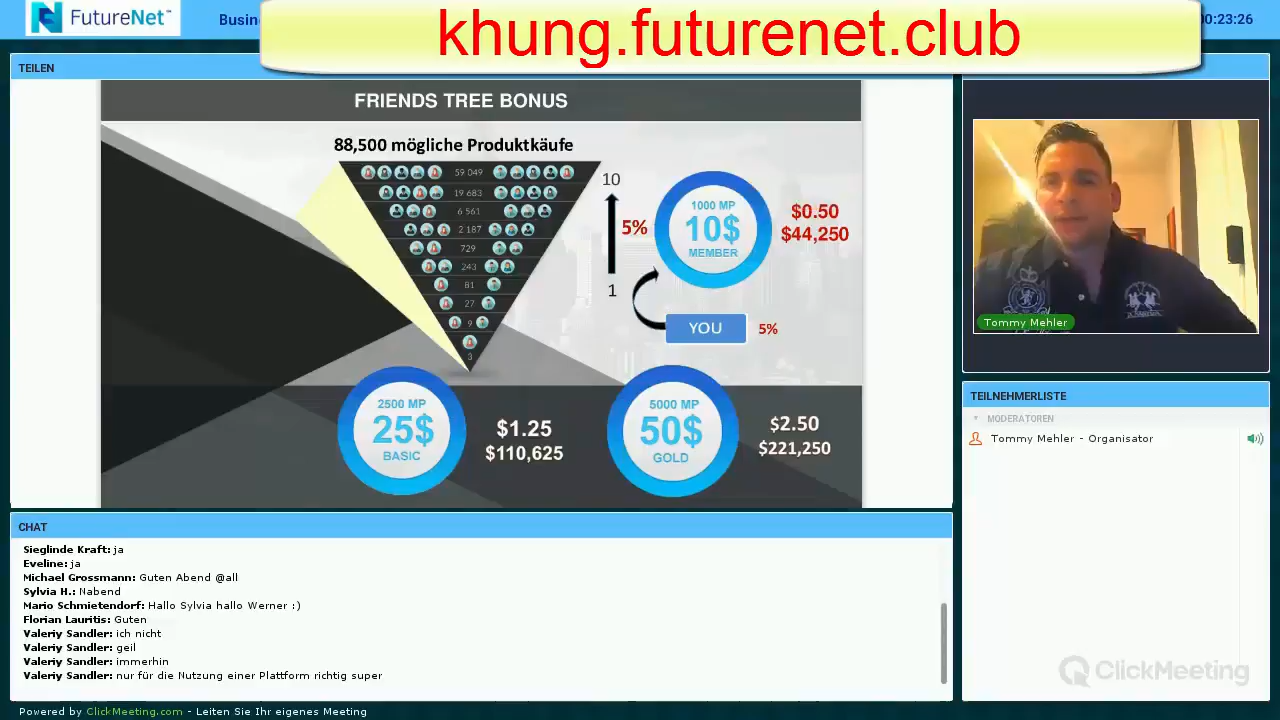 FutureNet™
Busin
khung.futurenet.club
00:23:26
TEILEN
FRIENDS TREE BONUS
88,500 mögliche Produktkäufe
59 049
19 683
6 561
2 187
729
243
81
27
9
3
10
5%
1
1000 MP
10$
MEMBER
$0.50
$44,250
YOU
5%
2500 MP
25$
BASIC
$1.25
$110,625
5000 MP
50$
GOLD
$2.50
$221,250
Tommy Mehler
TEILNEHMERLISTE
MODERATOREN
Tommy Mehler - Organisator
CHAT
Sieglinde Kraft: ja
Eveline: ja
Michael Grossmann: Guten Abend @all
Sylvia H.: Nabend
Mario Schmietendorf: Hallo Sylvia hallo Werner :)
Florian Lauritis: Guten
Valeriy Sandler: ich nicht
Valeriy Sandler: geil
Valeriy Sandler: immerhin
Valeriy Sandler: nur für die Nutzung einer Plattform richtig super
ClickMeeting
Powered by ClickMeeting.com - Leiten Sie Ihr eigenes Meeting